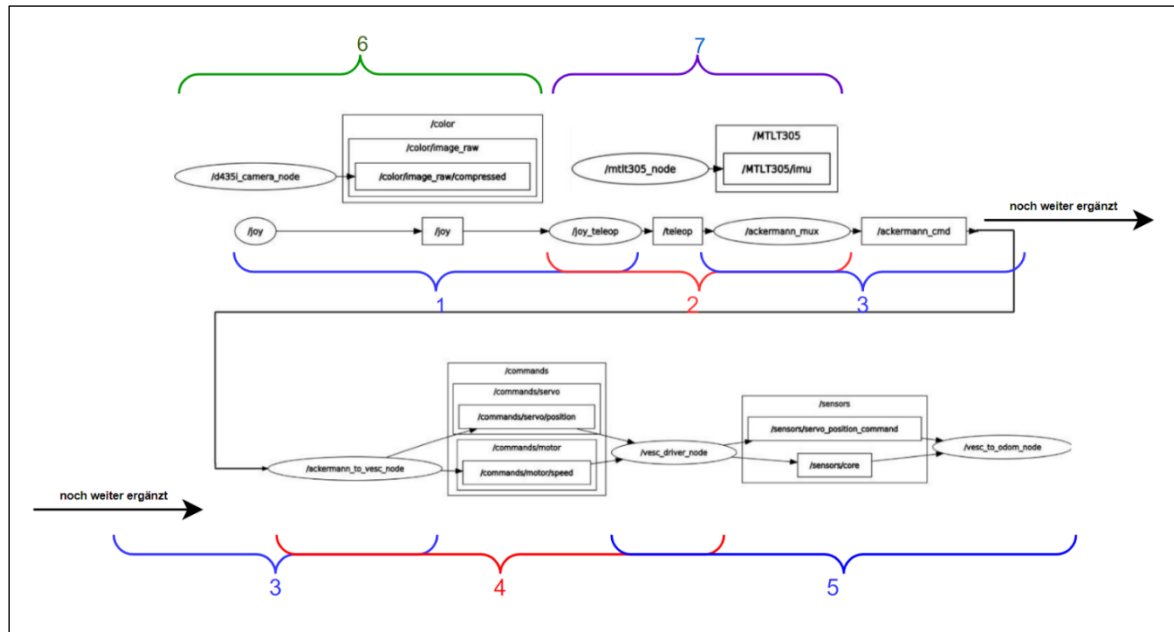 6
7
/color
/color/image_raw
/d435i_camera_node
/color/image_raw/compressed
/MTLT305
/mtlt305_node
/MTLT305/imu
noch weiter ergänzt
/joy
/joy
/joy_teleop
/teleop
/ackermann_mux
/ackermann_cmd
1
2
3
/commands
/commands/servo
/commands/servo/position
/commands/motor
/commands/motor/speed
/ackermann_to_vesc_node
/vesc_driver_node
/sensors
/sensors/servo_position_command
/sensors/core
/vesc_to_odom_node
noch weiter ergänzt
3
4
5